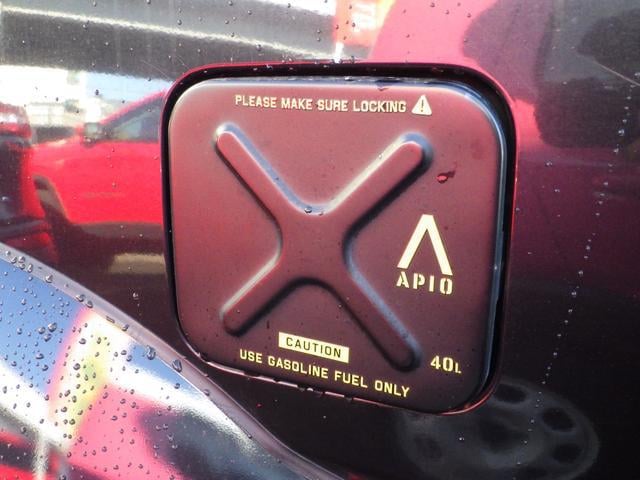 PLEASE MAKE SURE LOCKING
APIO
CAUTION
40L
USE GASOLINE FUEL ONLY